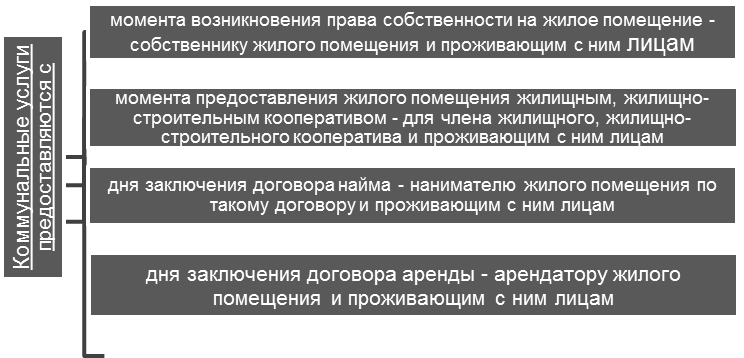 Коммунальные услуги
предоставляются с
момента возникновения права собственности на жилое помещение -
собственнику жилого помещения и проживающим с ним лицам
момента предоставления жилого помещения жилищным, жилищно-
строительным кооперативом - для члена жилищного, жилищно-
строительного кооператива и проживающим с ним лицам
дня заключения договора найма - нанимателю жилого помещения по
такому договору и проживающим с ним лицам
дня заключения договора аренды - арендатору жилого
помещения и проживающим с ним лицам